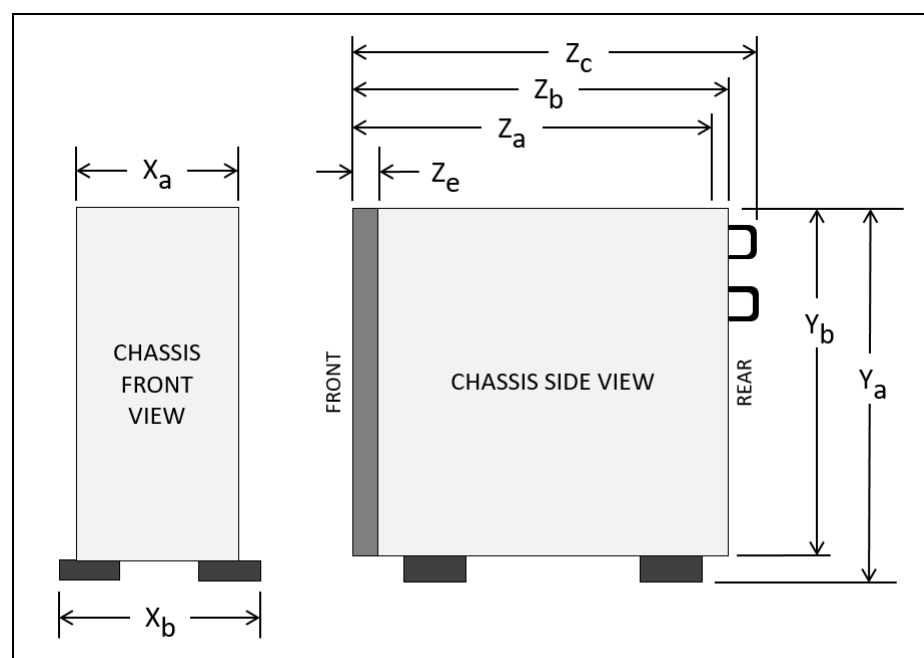 Zc
Zb
Za
Xa
Ze
CHASSIS
FRONT
VIEW
FRONT
CHASSIS SIDE VIEW
REAR
Yb
Ya
Xb